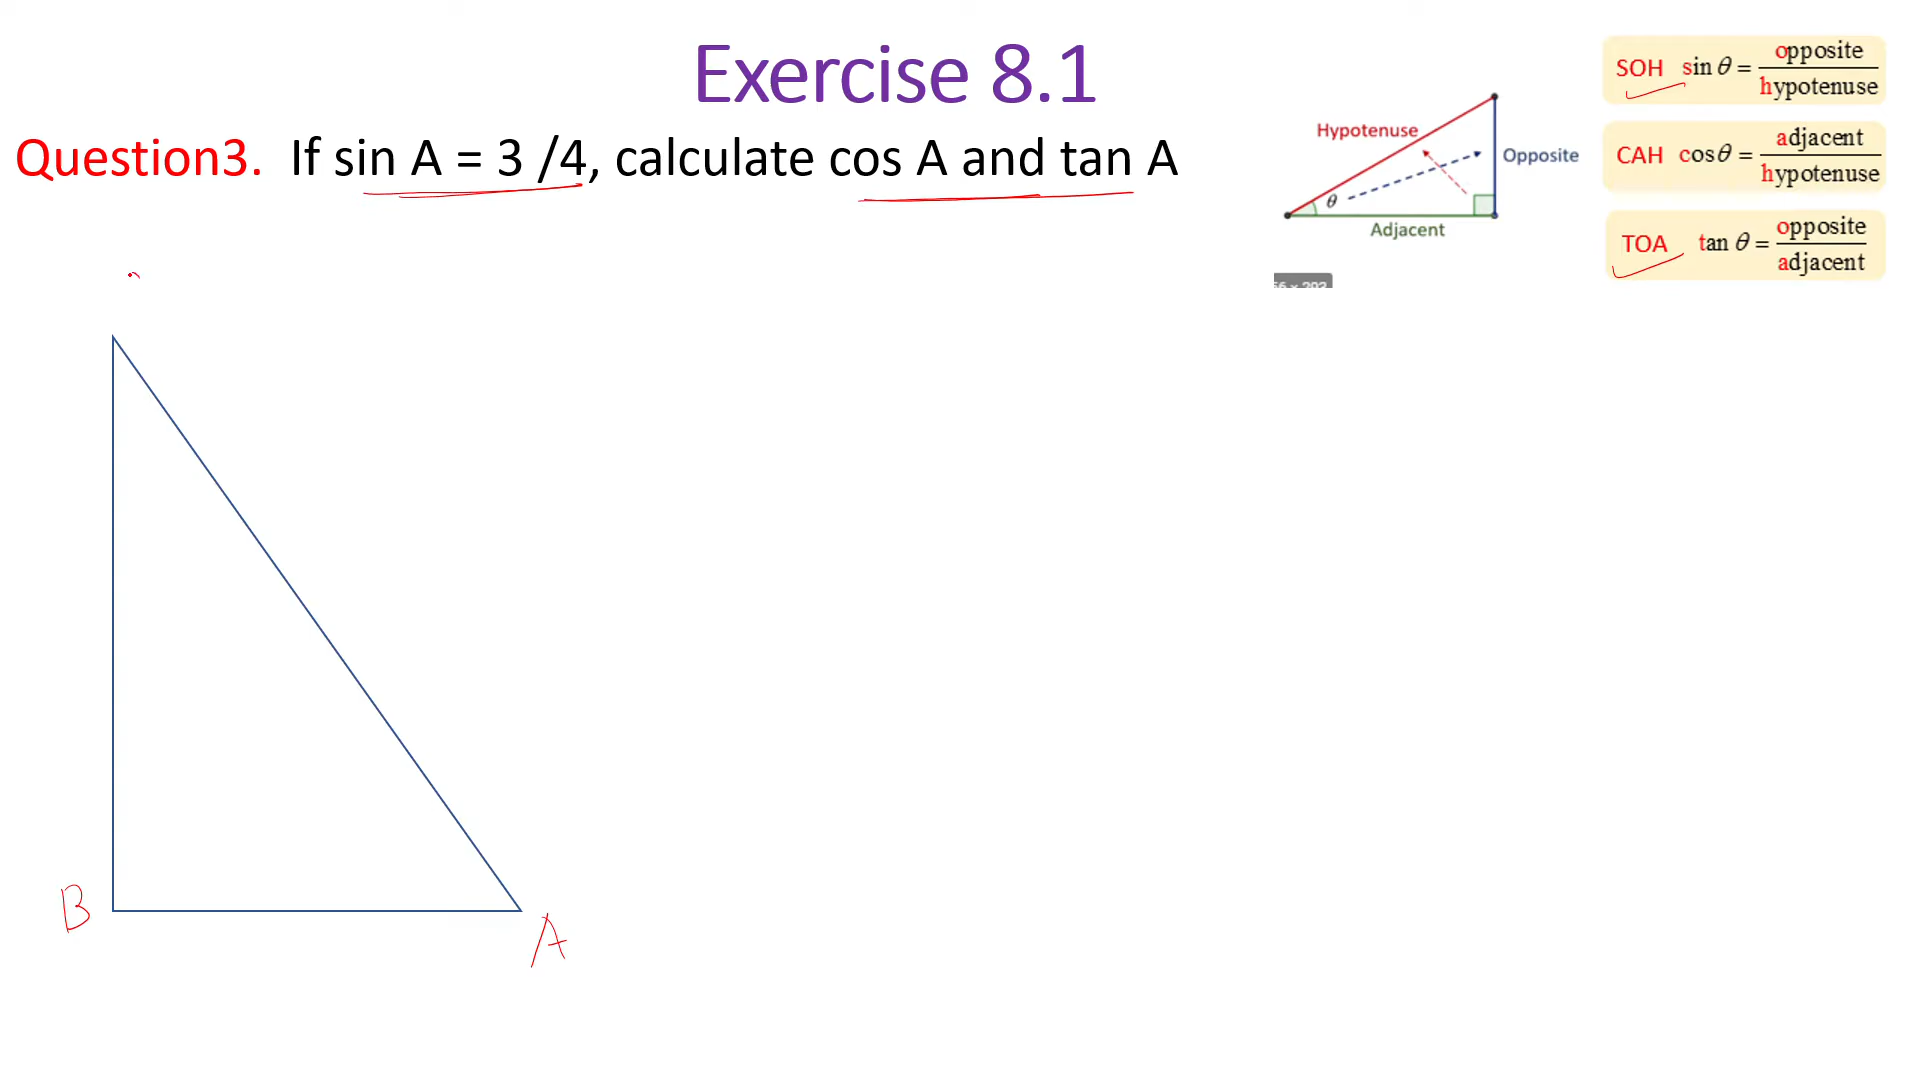 Exercise 8.1
Question3. If sin A = 3 /4, calculate cos A and tan A
Hypotenuse
Opposite
θ
Adjacent
SOH sin θ = opposite / hypotenuse
CAH cos θ = adjacent / hypotenuse
TOA tan θ = opposite / adjacent
B
A